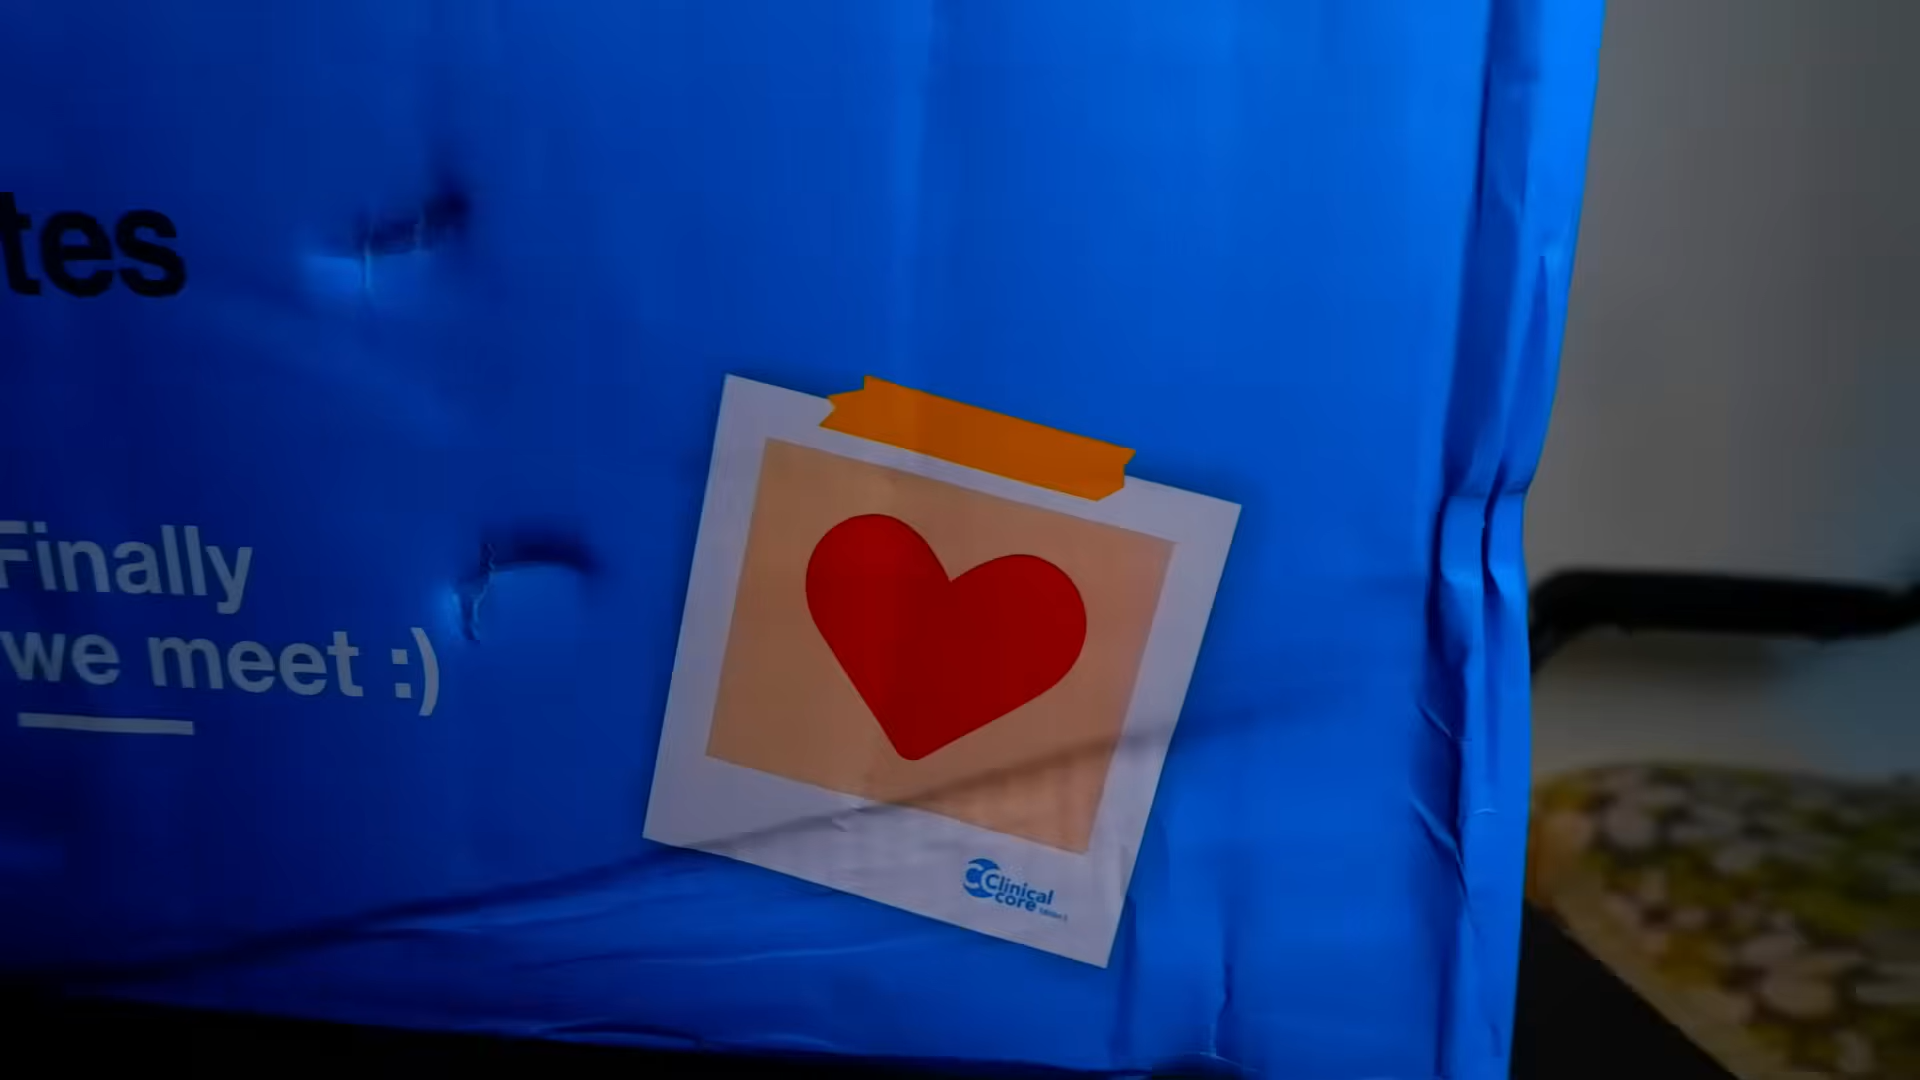 tes
Finally
we meet :)
Clinical
core